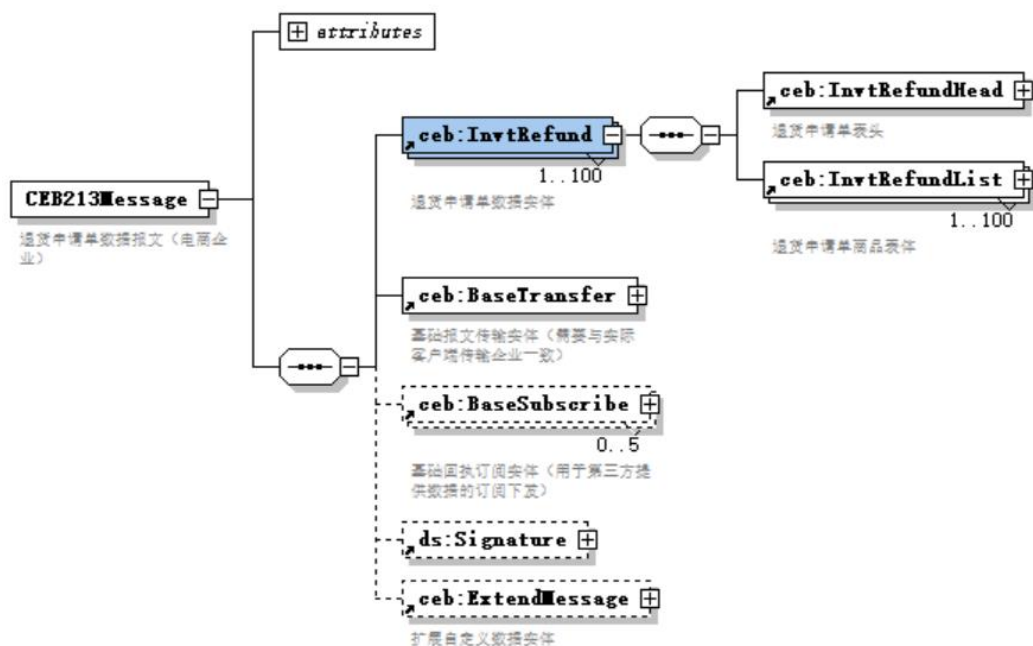 attributes
ceb:InvtRefund
1..100
退货申请单数据实体
ceb:InvtRefundHead
退货申请单表头
ceb:InvtRefundList
1..100
退货申请单商品表体
CEB213Message
退货申请单数据报文（电商企
业）
ceb:BaseTransfer
基础报文传输实体（需要与实际
客户端传输企业一致）
ceb:BaseSubscribe
0..5
基础回执订阅实体（用于第三方提
供数据的订阅下发）
ds:Signature
ceb:ExtendMessage
扩展自定义数据实体